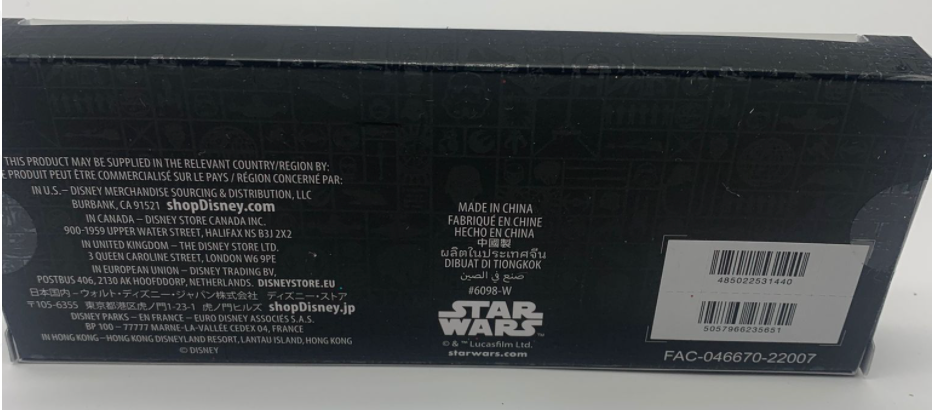 THIS PRODUCT MAY BE SUPPLIED IN THE RELEVANT COUNTRY/REGION BY:
E PRODUIT PEUT ÊTRE COMMERCIALISÉ SUR LE PAYS / RÉGION CONCERNÉ PAR:
IN U.S. – DISNEY MERCHANDISE SOURCING & DISTRIBUTION, LLC
BURBANK, CA 91521 shopDisney.com
IN CANADA – DISNEY STORE CANADA INC.
900-1959 UPPER WATER STREET, HALIFAX NS B3J 2X2
IN UNITED KINGDOM – THE DISNEY STORE LTD.
3 QUEEN CAROLINE STREET, LONDON W6 9PE
IN EUROPEAN UNION – DISNEY TRADING BV,
POSTBUS 406, 2130 AK HOOFDDORP, NETHERLANDS. DISNEYSTORE.EU
日本国内・ウォルト・ディズニー・ジャパン株式会社 ディズニー・ストア
〒105-6355 東京都港区虎ノ門1-23-1 虎ノ門ヒルズ shopDisney.jp
DISNEY PARKS – EN FRANCE – EURO DISNEY ASSOCIES S.A.S.
BP 100 – 77777 MARNE-LA-VALLÉE CEDEX 04, FRANCE
IN HONG KONG – HONG KONG DISNEYLAND RESORT, LANTAU ISLAND, HONG KONG
© DISNEY
MADE IN CHINA
FABRIQUÉ EN CHINE
HECHO EN CHINA
中國製
ผลิตในประเทศจีน
DIBUAT DI TIONGKOK
صنع في الصين
#6098-W
STAR
WARS™
© & ™ Lucasfilm Ltd.
starwars.com
485022531440
5057966235651
FAC-046670-22007